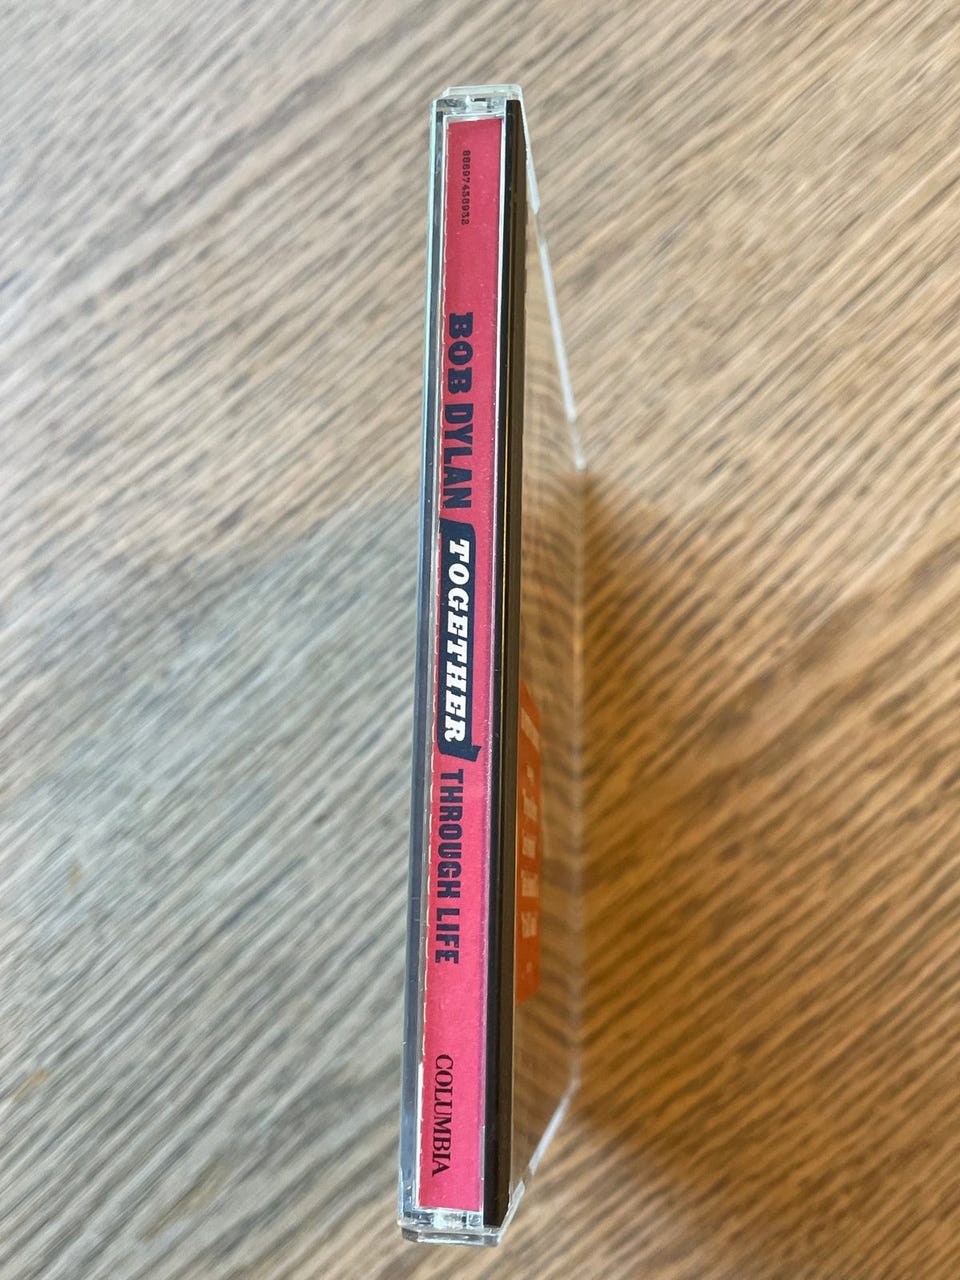 88697438932
BOB DYLAN TOGETHER THROUGH LIFE
COLUMBIA